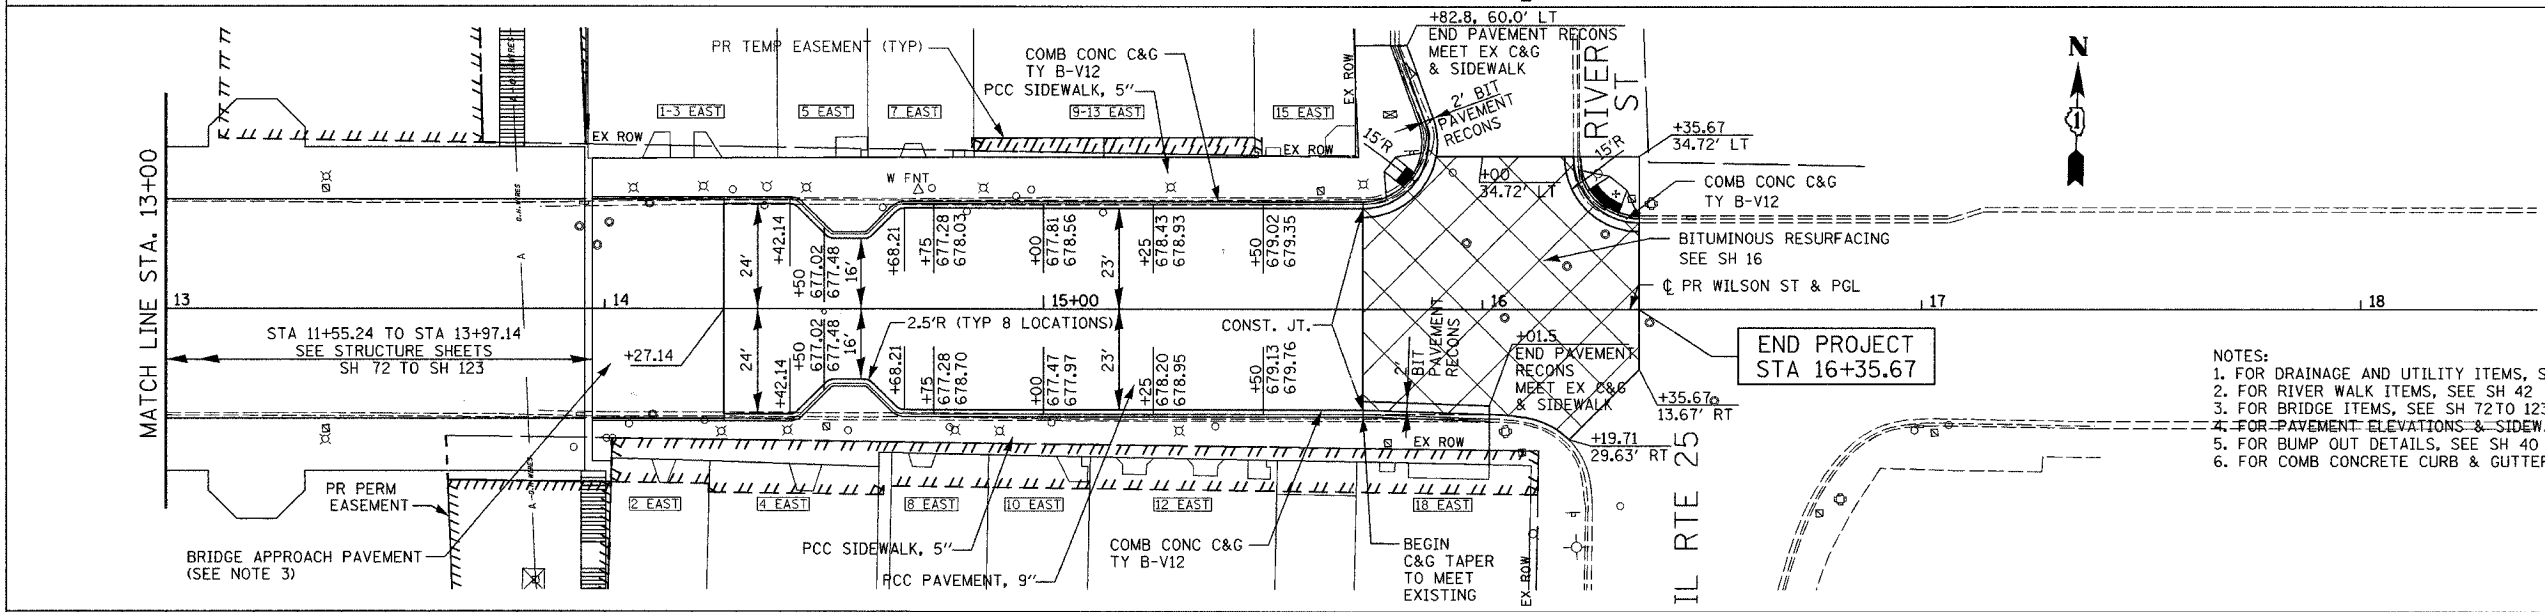 MATCH LINE STA. 13+00
PR TEMP EASEMENT (TYP)
COMB CONC C&G
TY B-V12
PCC SIDEWALK, 5"
1-3 EAST
5 EAST
7 EAST
9-13 EAST
15 EAST
EX ROW
EX ROW
EX ROW
+82.8, 60.0' LT
END PAVEMENT RECONS
MEET EX C&G
& SIDEWALK
2' BIT
PAVEMENT
RECONS
15'R
RIVER
ST
15'R
+35.67
34.72' LT
+00
34.72' LT
COMB CONC C&G
TY B-V12
BITUMINOUS RESURFACING
SEE SH 16
℄ PR WILSON ST & PGL
N
1
W FNT
O.H.WIRES
A
24'
+42.14
+50
677.02
677.48
16'
+68.21
+75
677.28
678.03
+00
677.81
678.56
23'
+25
678.43
678.93
+50
679.02
679.35
13
14
15+00
16
17
18
STA 11+55.24 TO STA 13+97.14
SEE STRUCTURE SHEETS
SH 72 TO SH 123
+27.14
2.5'R (TYP 8 LOCATIONS)
CONST. JT.
24'
+42.14
+50
677.02
677.48
16'
+68.21
+75
677.28
678.70
+00
677.47
677.97
23'
+25
678.20
678.95
+50
679.13
679.76
2' BIT
PAVEMENT
RECONS
+01.5
END PAVEMENT
RECONS
MEET EX C&G
& SIDEWALK
END PROJECT
STA 16+35.67
+35.67
13.67' RT
+19.71
29.63' RT
EX ROW
PR PERM
EASEMENT
2 EAST
4 EAST
8 EAST
10 EAST
12 EAST
18 EAST
BRIDGE APPROACH PAVEMENT
(SEE NOTE 3)
PCC SIDEWALK, 5"
PCC PAVEMENT, 9"
COMB CONC C&G
TY B-V12
BEGIN
C&G TAPER
TO MEET
EXISTING
EX ROW
IL RTE 25
NOTES:
1. FOR DRAINAGE AND UTILITY ITEMS, S
2. FOR RIVER WALK ITEMS, SEE SH 42
3. FOR BRIDGE ITEMS, SEE SH 72TO 123
4. FOR PAVEMENT ELEVATIONS & SIDEW
5. FOR BUMP OUT DETAILS, SEE SH 40
6. FOR COMB CONCRETE CURB & GUTTER